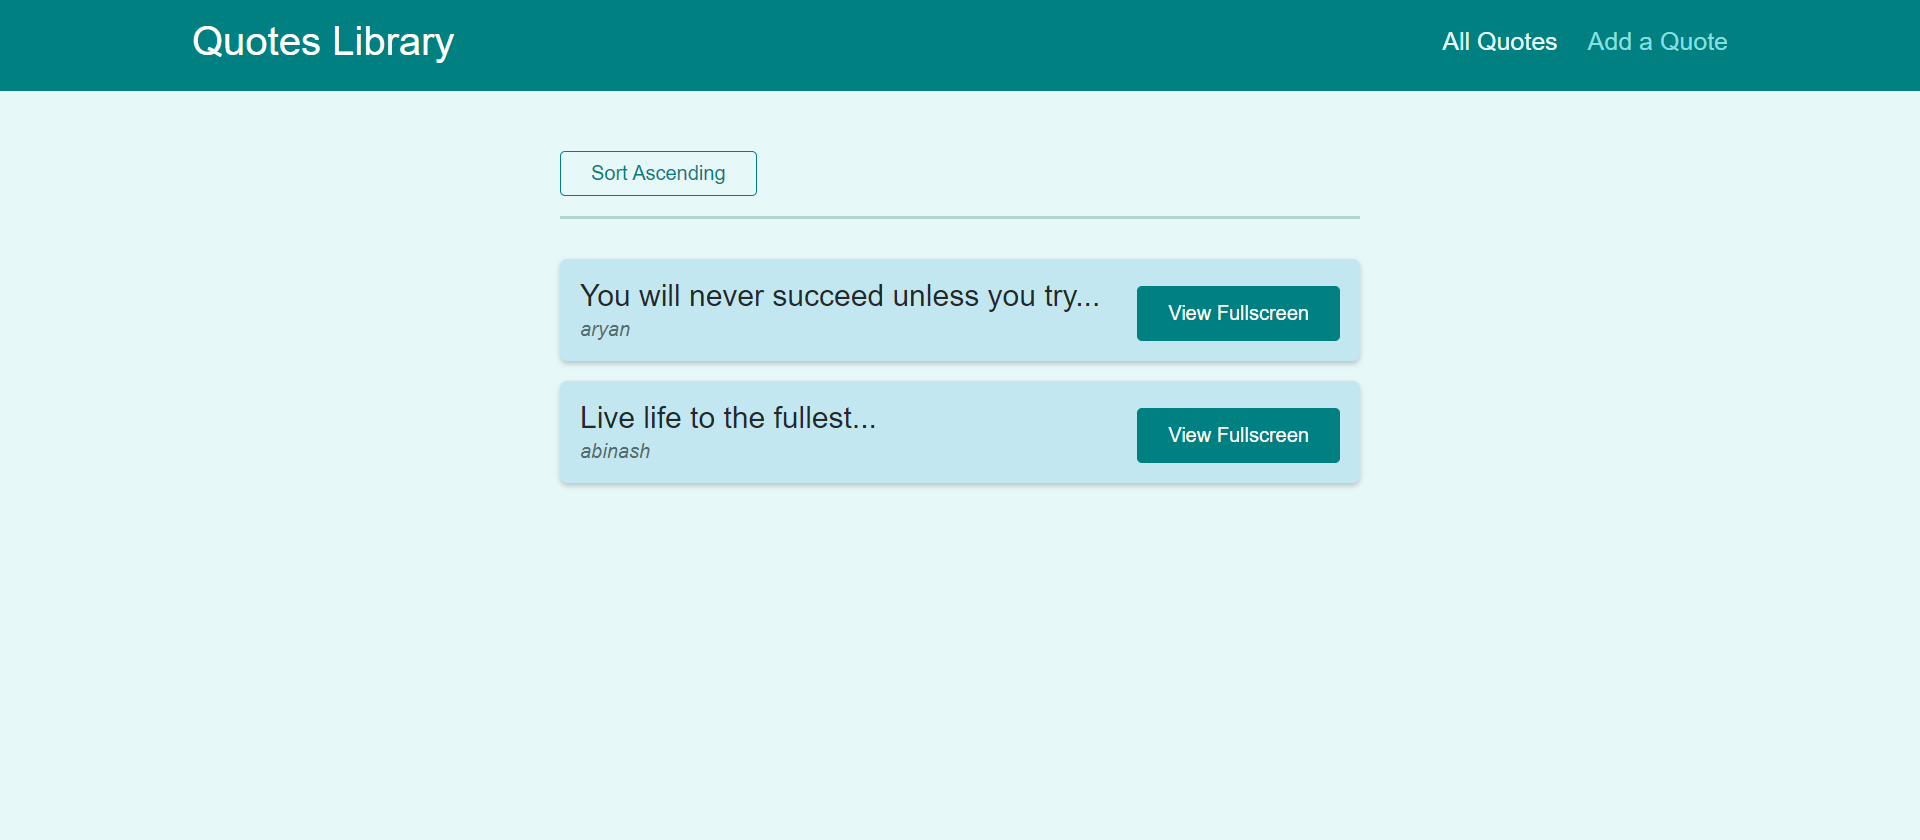 Quotes Library
All Quotes Add a Quote
Sort Ascending
You will never succeed unless you try...
aryan
View Fullscreen
Live life to the fullest...
abinash
View Fullscreen